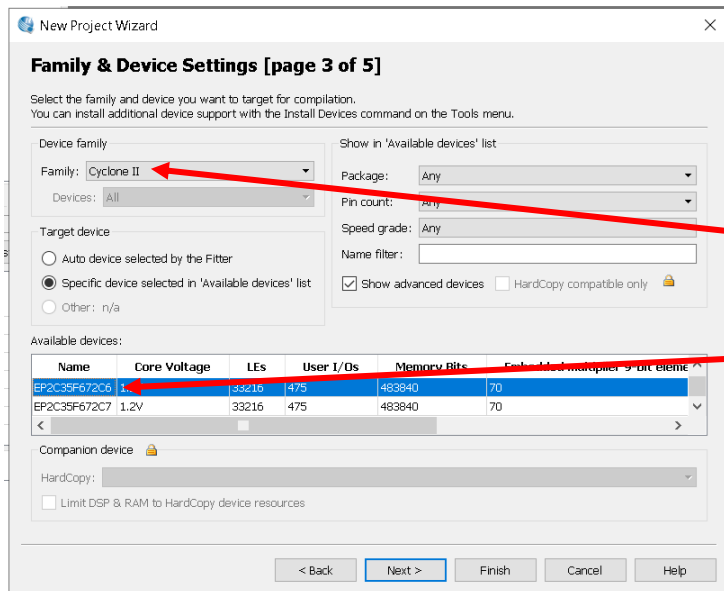 New Project Wizard
Family & Device Settings [page 3 of 5]
Select the family and device you want to target for compilation.
You can install additional device support with the Install Devices command on the Tools menu.
Device family
Family: Cyclone II
Devices: All
Target device
Auto device selected by the Fitter
Specific device selected in 'Available devices' list
Other: n/a
Show in 'Available devices' list
Package: Any
Pin count: Any
Speed grade: Any
Name filter:
Show advanced devices HardCopy compatible only
Available devices:
Name Core Voltage LEs User I/Os Memory Bits Embedded multiplier 9-bit eleme
EP2C35F672C6 33216 475 483840 70
EP2C35F672C7 1.2V 33216 475 483840 70
Companion device
HardCopy:
Limit DSP & RAM to HardCopy device resources
< Back Next > Finish Cancel Help